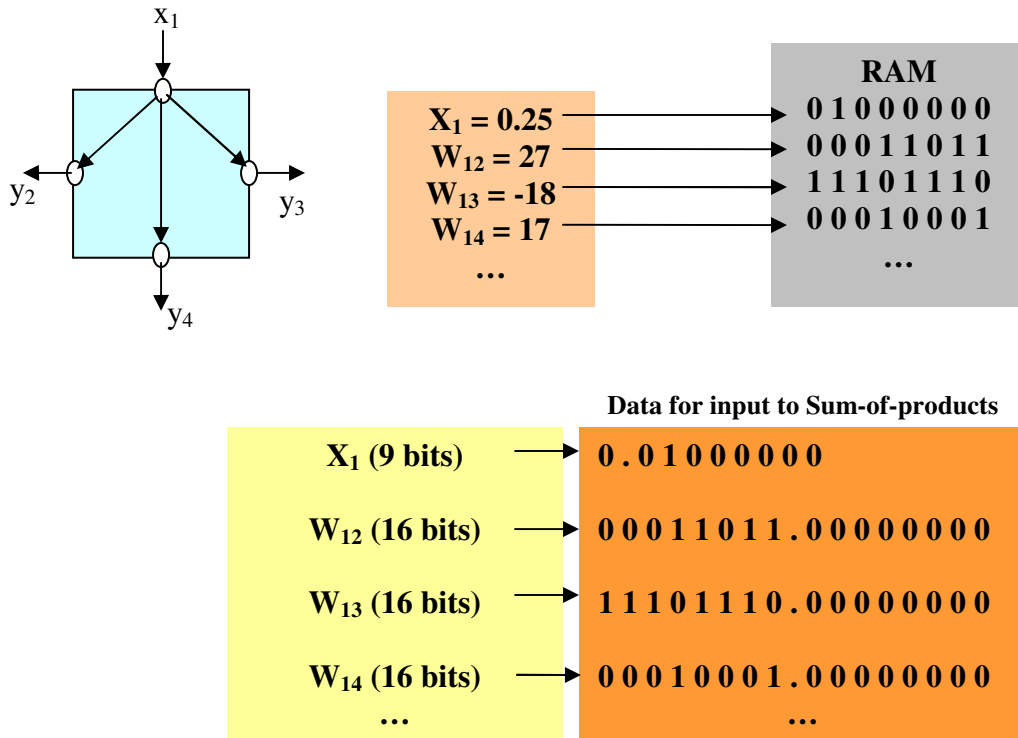 x₁
y₂
y₃
y₄
X₁ = 0.25
W₁₂ = 27
W₁₃ = -18
W₁₄ = 17
…
RAM
0 1 0 0 0 0 0 0
0 0 0 1 1 0 1 1
1 1 1 0 1 1 1 0
0 0 0 1 0 0 0 1
…
Data for input to Sum-of-products
X₁ (9 bits)
0 . 0 1 0 0 0 0 0 0
W₁₂ (16 bits)
0 0 0 1 1 0 1 1 . 0 0 0 0 0 0 0 0
W₁₃ (16 bits)
1 1 1 0 1 1 1 0 . 0 0 0 0 0 0 0 0
W₁₄ (16 bits)
0 0 0 1 0 0 0 1 . 0 0 0 0 0 0 0 0
…
…